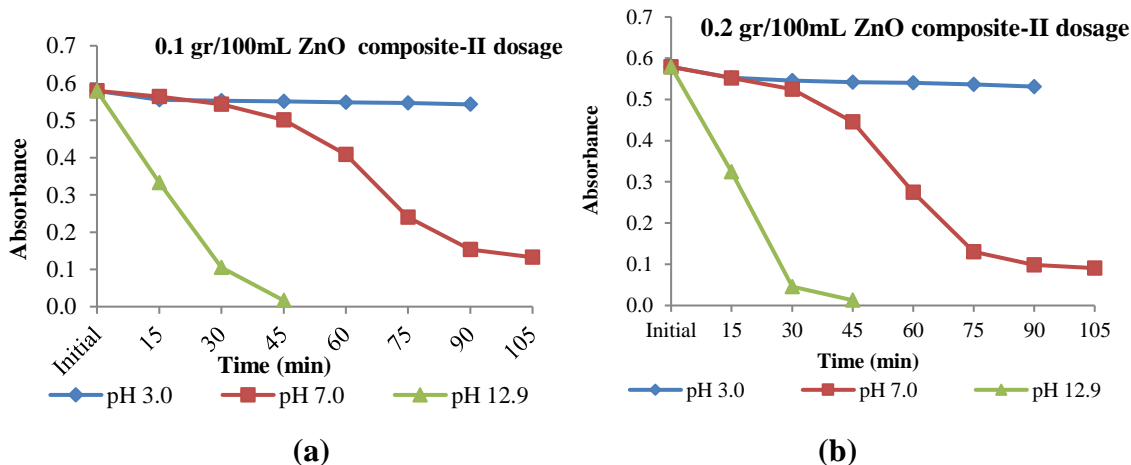 0.1 gr/100mL ZnO composite-II dosage
Absorbance
0.7
0.6
0.5
0.4
0.3
0.2
0.1
0.0
Initial 15 30 45 60 75 90 105
Time (min)
pH 3.0 pH 7.0 pH 12.9
(a)
0.2 gr/100mL ZnO composite-II dosage
Absorbance
0.7
0.6
0.5
0.4
0.3
0.2
0.1
0.0
Initial 15 30 45 60 75 90 105
Time (min)
pH 3.0 pH 7.0 pH 12.9
(b)